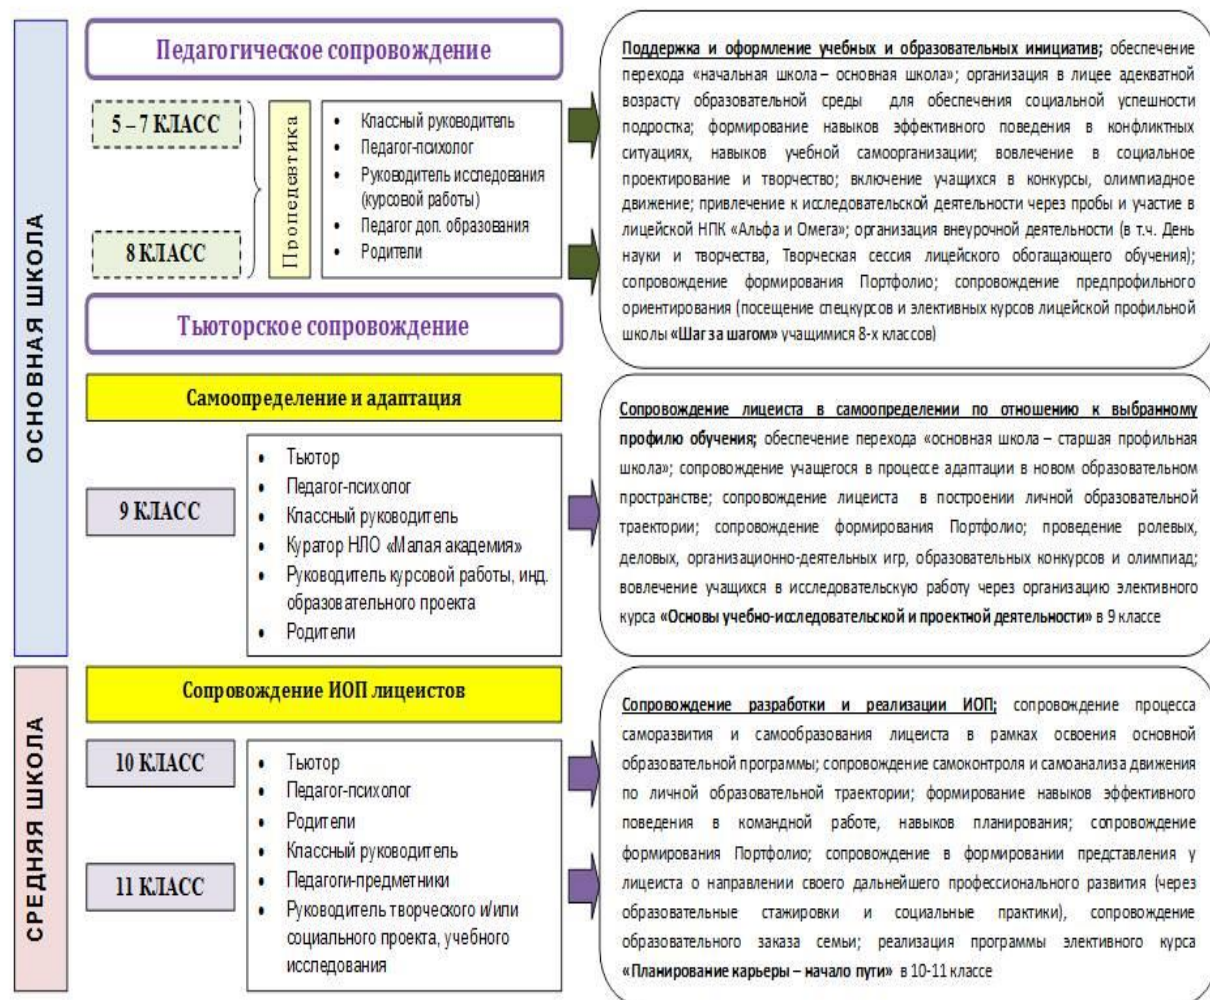 ОСНОВНАЯ ШКОЛА
Педагогическое сопровождение
5 – 7 КЛАСС
8 КЛАСС
Пропедевтика
• Классный руководитель
• Педагог-психолог
• Руководитель исследования
(курсовой работы)
• Педагог доп. образования
• Родители
Поддержка и оформление учебных и образовательных инициатив; обеспечение
перехода «начальная школа – основная школа»; организация в лицее адекватной
возрасту образовательной среды для обеспечения социальной успешности
подростка; формирование навыков эффективного поведения в конфликтных
ситуациях, навыков учебной самоорганизации; вовлечение в социальное
проектирование и творчество; включение учащихся в конкурсы, олимпиадное
движение; привлечение к исследовательской деятельности через пробы и участие в
лицейской НПК «Альфа и Омега»; организация внеурочной деятельности (в т.ч. День
науки и творчества, Творческая сессия лицейского обогащающего обучения);
сопровождение формирования Портфолио; сопровождение предпрофильного
ориентирования (посещение спецкурсов и элективных курсов лицейской профильной
школы «Шаг за шагом» учащимися 8-х классов)
Тьюторское сопровождение
Самоопределение и адаптация
9 КЛАСС
• Тьютор
• Педагог-психолог
• Классный руководитель
• Куратор НЛО «Малая академия»
• Руководитель курсовой работы, инд.
образовательного проекта
• Родители
Сопровождение лицеиста в самоопределении по отношению к выбранному
профилю обучения; обеспечение перехода «основная школа – старшая профильная
школа»; сопровождение учащегося в процессе адаптации в новом образовательном
пространстве; сопровождение лицеиста в построении личной образовательной
траектории; сопровождение формирования Портфолио; проведение ролевых,
деловых, организационно-деятельных игр, образовательных конкурсов и олимпиад;
вовлечение учащихся в исследовательскую работу через организацию элективного
курса «Основы учебно-исследовательской и проектной деятельности» в 9 классе
СРЕДНЯЯ ШКОЛА
Сопровождение ИОП лицеистов
10 КЛАСС
11 КЛАСС
• Тьютор
• Педагог-психолог
• Родители
• Классный руководитель
• Педагоги-предметники
• Руководитель творческого и/или
социального проекта, учебного
исследования
Сопровождение разработки и реализации ИОП; сопровождение процесса
саморазвития и самообразования лицеиста в рамках освоения основной
образовательной программы; сопровождение самоконтроля и самоанализа движения
по личной образовательной траектории; формирование навыков эффективного
поведения в командной работе, навыков планирования; сопровождение
формирования Портфолио; сопровождение в формировании представления у
лицеиста о направлении своего дальнейшего профессионального развития (через
образовательные стажировки и социальные практики), сопровождение
образовательного заказа семьи; реализация программы элективного курса
«Планирование карьеры – начало пути» в 10-11 классе